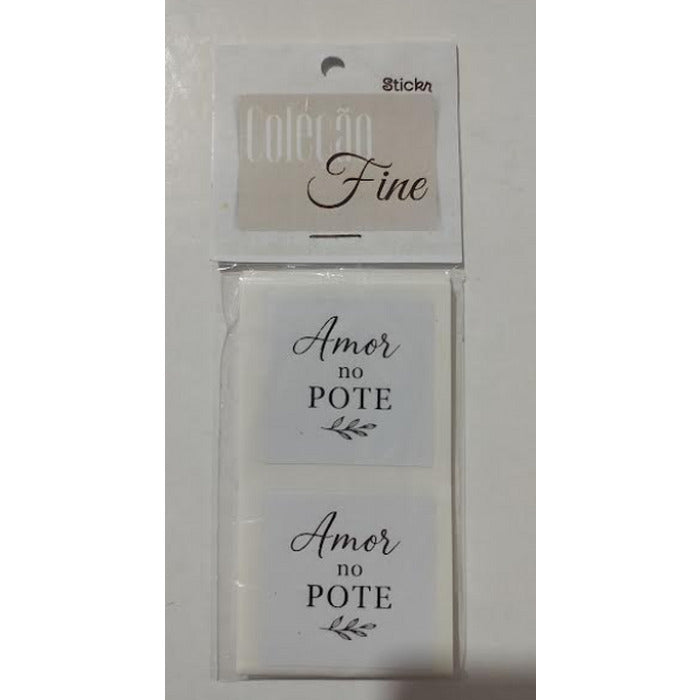 Stickr
Coleção
Fine
Amor
no
POTE
Amor
no
POTE